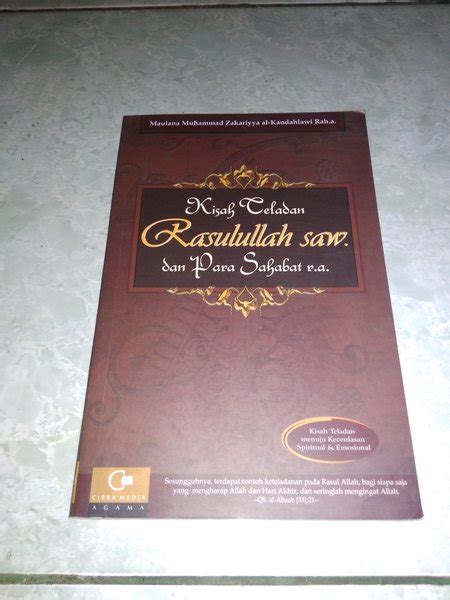 Maulana Muhammad Zakariyya al-Kandahlawi Rah.a.
Kisah Teladan
Rasulullah saw.
dan Para Sahabat r.a.
Kisah Teladan
menuju Kecerdasan
Spiritual & Emosional
CITRA MEDIA
AGAMA
Sesungguhnya, terdapat contoh keteladanan pada Rasul Allah, bagi siapa saja
yang mengharap Allah dan Hari Akhir, dan seringlah mengingat Allah.
--QS. al-Ahzab [33]:21--